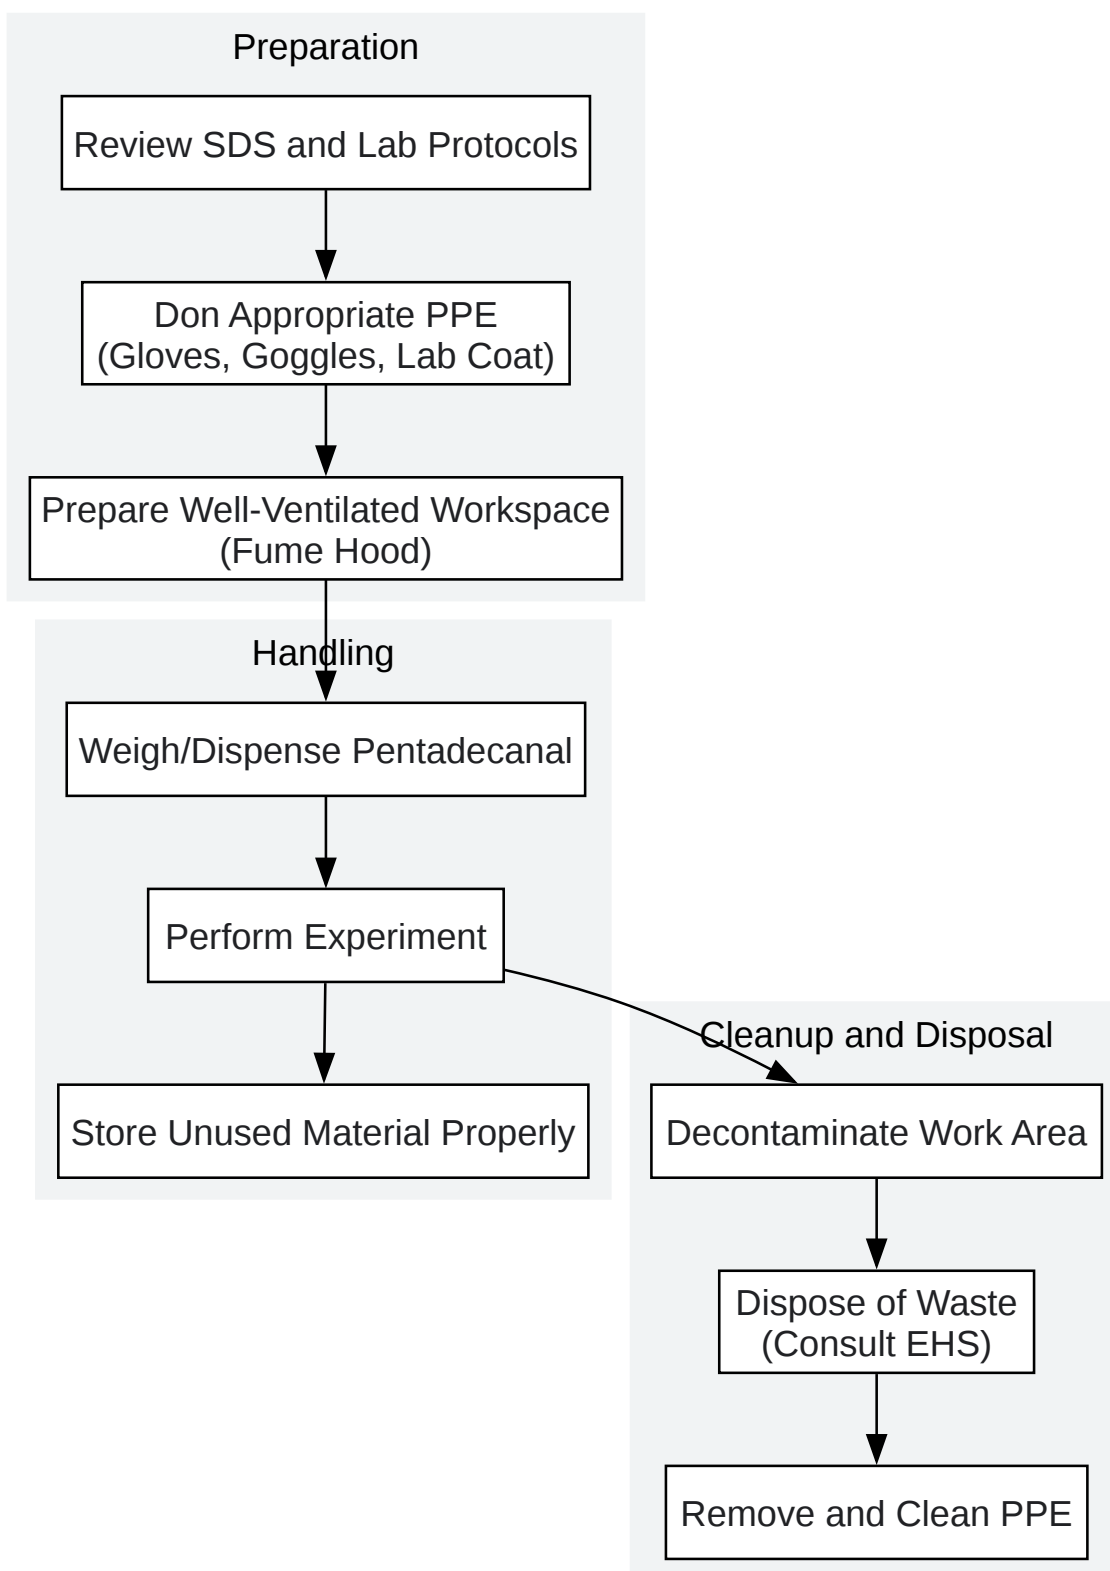 Preparation
Review SDS and Lab Protocols
Don Appropriate PPE
(Gloves, Goggles, Lab Coat)
Prepare Well-Ventilated Workspace
(Fume Hood)
Handling
Weigh/Dispense Pentadecanal
Perform Experiment
Store Unused Material Properly
Cleanup and Disposal
Decontaminate Work Area
Dispose of Waste
(Consult EHS)
Remove and Clean PPE